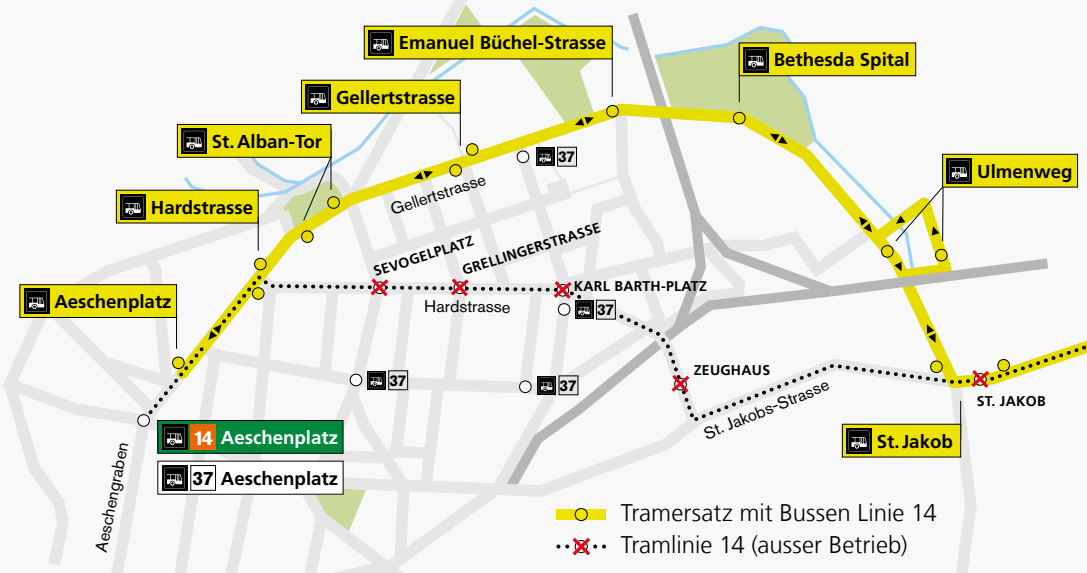 Emanuel Büchel-Strasse
Bethesda Spital
Gellertstrasse
St. Alban-Tor
37
Ulmenweg
Gellertstrasse
Hardstrasse
SEVOGELPLATZ
GRELLINGERSTRASSE
KARL BARTH-PLATZ
Aeschenplatz
Hardstrasse
37
ZEUGHAUS
37
37
ST. JAKOB
St. Jakobs-Strasse
14 Aeschenplatz
St. Jakob
37 Aeschenplatz
Aeschengraben
Tramersatz mit Bussen Linie 14
Tramlinie 14 (ausser Betrieb)